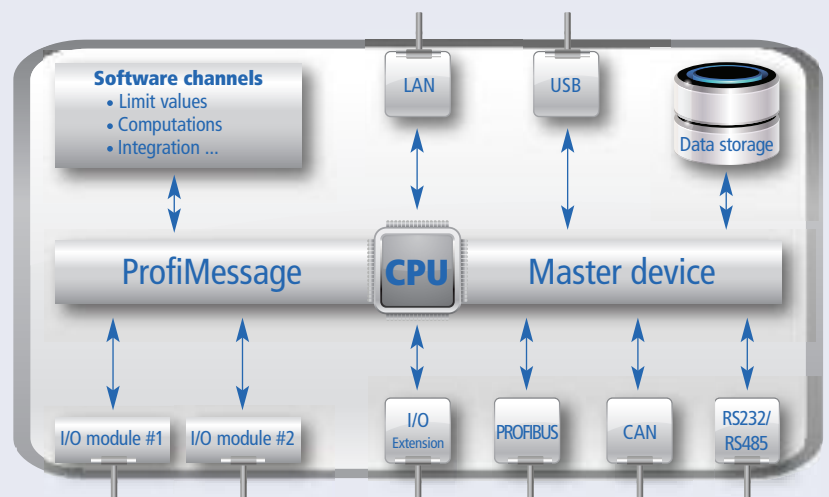 Software channels
• Limit values
• Computations
• Integration ...
LAN
USB
Data storage
ProfiMessage
CPU
Master device
I/O module #1
I/O module #2
I/O
Extension
PROFIBUS
CAN
RS232/
RS485